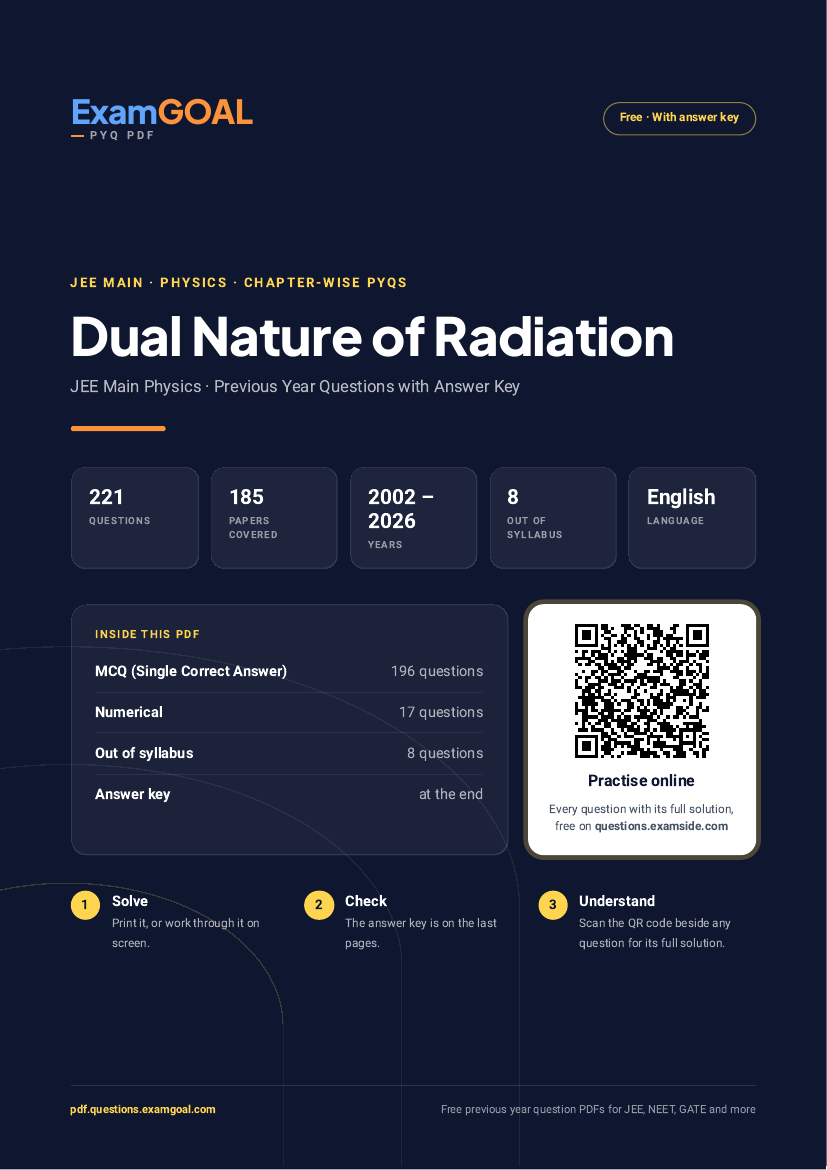 ExamGOAL
PYQ PDF
Free · With answer key
JEE MAIN · PHYSICS · CHAPTER-WISE PYQS
Dual Nature of Radiation
JEE Main Physics · Previous Year Questions with Answer Key
221
QUESTIONS
185
PAPERS
COVERED
2002 –
2026
YEARS
8
OUT OF
SYLLABUS
English
LANGUAGE
INSIDE THIS PDF
MCQ (Single Correct Answer) 196 questions
Numerical 17 questions
Out of syllabus 8 questions
Answer key at the end
Practise online
Every question with its full solution,
free on questions.examside.com
1 Solve
Print it, or work through it on
screen.
2 Check
The answer key is on the last
pages.
3 Understand
Scan the QR code beside any
question for its full solution.
pdf.questions.examgoal.com
Free previous year question PDFs for JEE, NEET, GATE and more